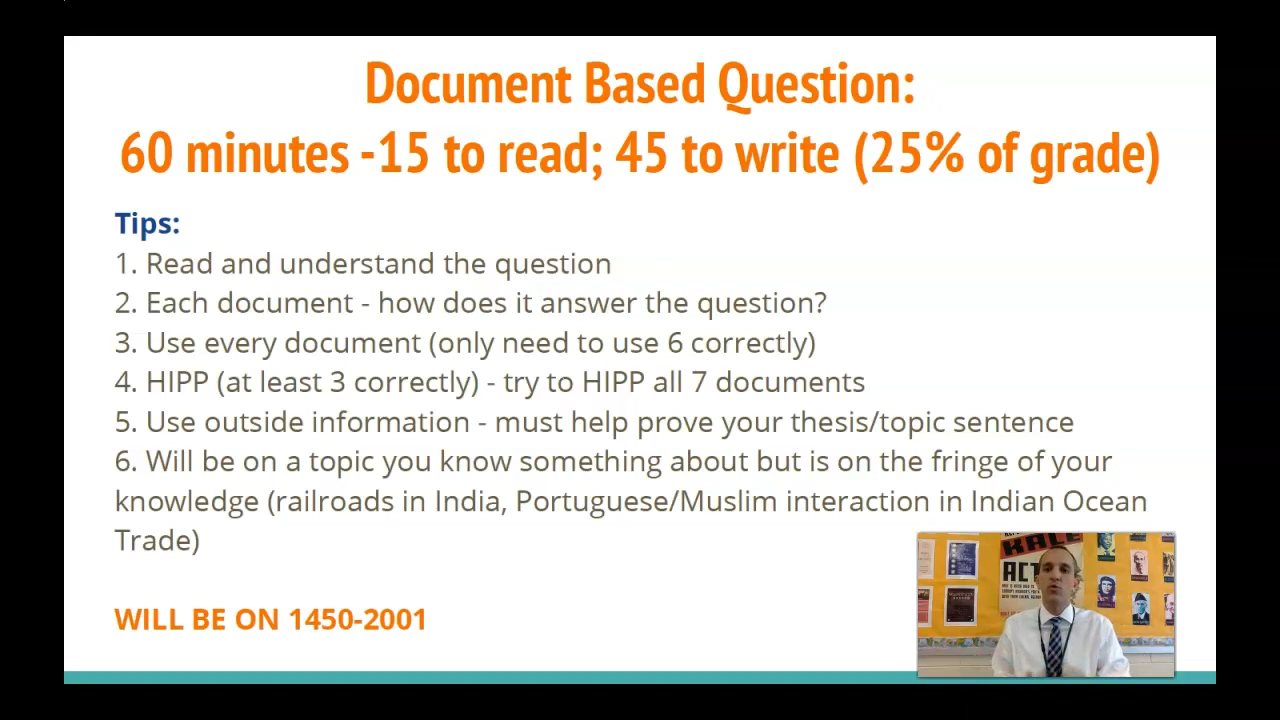 Document Based Question:
60 minutes -15 to read; 45 to write (25% of grade)
Tips:
1. Read and understand the question
2. Each document - how does it answer the question?
3. Use every document (only need to use 6 correctly)
4. HIPP (at least 3 correctly) - try to HIPP all 7 documents
5. Use outside information - must help prove your thesis/topic sentence
6. Will be on a topic you know something about but is on the fringe of your
knowledge (railroads in India, Portuguese/Muslim interaction in Indian Ocean
Trade)
WILL BE ON 1450-2001
KALE
ACT